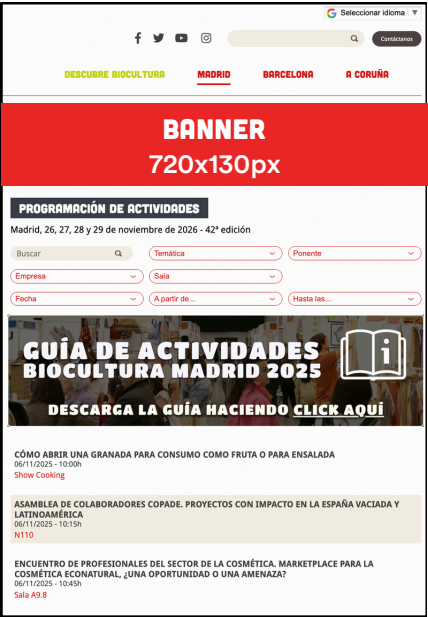 Seleccionar idioma
Contáctanos
DESCUBRE BIOCULTURA
MADRID
BARCELONA
A CORUÑA
BANNER
720x130px
PROGRAMACIÓN DE ACTIVIDADES
Madrid, 26, 27, 28 y 29 de noviembre de 2026 - 42ª edición
Buscar
Temática
Ponente
Empresa
Sala
Fecha
A partir de...
Hasta las...
GUÍA DE ACTIVIDADES
BIOCULTURA MADRID 2025
DESCARGA LA GUÍA HACIENDO CLICK AQUÍ
CÓMO ABRIR UNA GRANADA PARA CONSUMO COMO FRUTA O PARA ENSALADA
06/11/2025 - 10:00h
Show Cooking
ASAMBLEA DE COLABORADORES COPADE. PROYECTOS CON IMPACTO EN LA ESPAÑA VACIADA Y
LATINOAMÉRICA
06/11/2025 - 10:15h
N110
ENCUENTRO DE PROFESIONALES DEL SECTOR DE LA COSMÉTICA. MARKETPLACE PARA LA
COSMÉTICA ECONATURAL, ¿UNA OPORTUNIDAD O UNA AMENAZA?
06/11/2025 - 10:45h
Sala A9.8